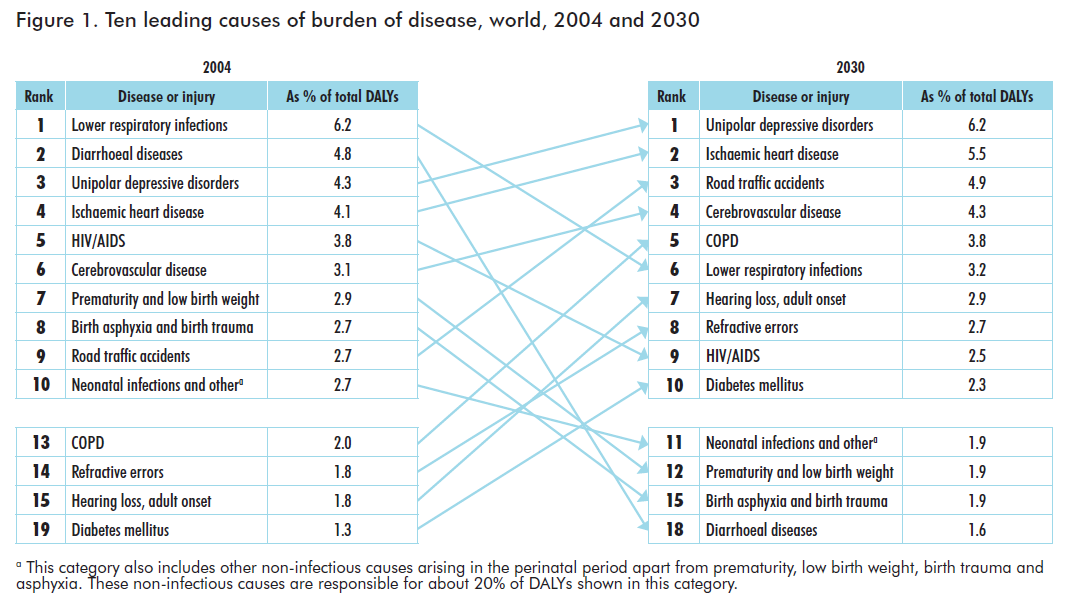 Figure 1. Ten leading causes of burden of disease, world, 2004 and 2030
2004
Rank Disease or injury As % of total DALYs
1 Lower respiratory infections 6.2
2 Diarrhoeal diseases 4.8
3 Unipolar depressive disorders 4.3
4 Ischaemic heart disease 4.1
5 HIV/AIDS 3.8
6 Cerebrovascular disease 3.1
7 Prematurity and low birth weight 2.9
8 Birth asphyxia and birth trauma 2.7
9 Road traffic accidents 2.7
10 Neonatal infections and otherᵃ 2.7
13 COPD 2.0
14 Refractive errors 1.8
15 Hearing loss, adult onset 1.8
19 Diabetes mellitus 1.3
2030
Rank Disease or injury As % of total DALYs
1 Unipolar depressive disorders 6.2
2 Ischaemic heart disease 5.5
3 Road traffic accidents 4.9
4 Cerebrovascular disease 4.3
5 COPD 3.8
6 Lower respiratory infections 3.2
7 Hearing loss, adult onset 2.9
8 Refractive errors 2.7
9 HIV/AIDS 2.5
10 Diabetes mellitus 2.3
11 Neonatal infections and otherᵃ 1.9
12 Prematurity and low birth weight 1.9
15 Birth asphyxia and birth trauma 1.9
18 Diarrhoeal diseases 1.6
ᵃ This category also includes other non-infectious causes arising in the perinatal period apart from prematurity, low birth weight, birth trauma and
asphyxia. These non-infectious causes are responsible for about 20% of DALYs shown in this category.